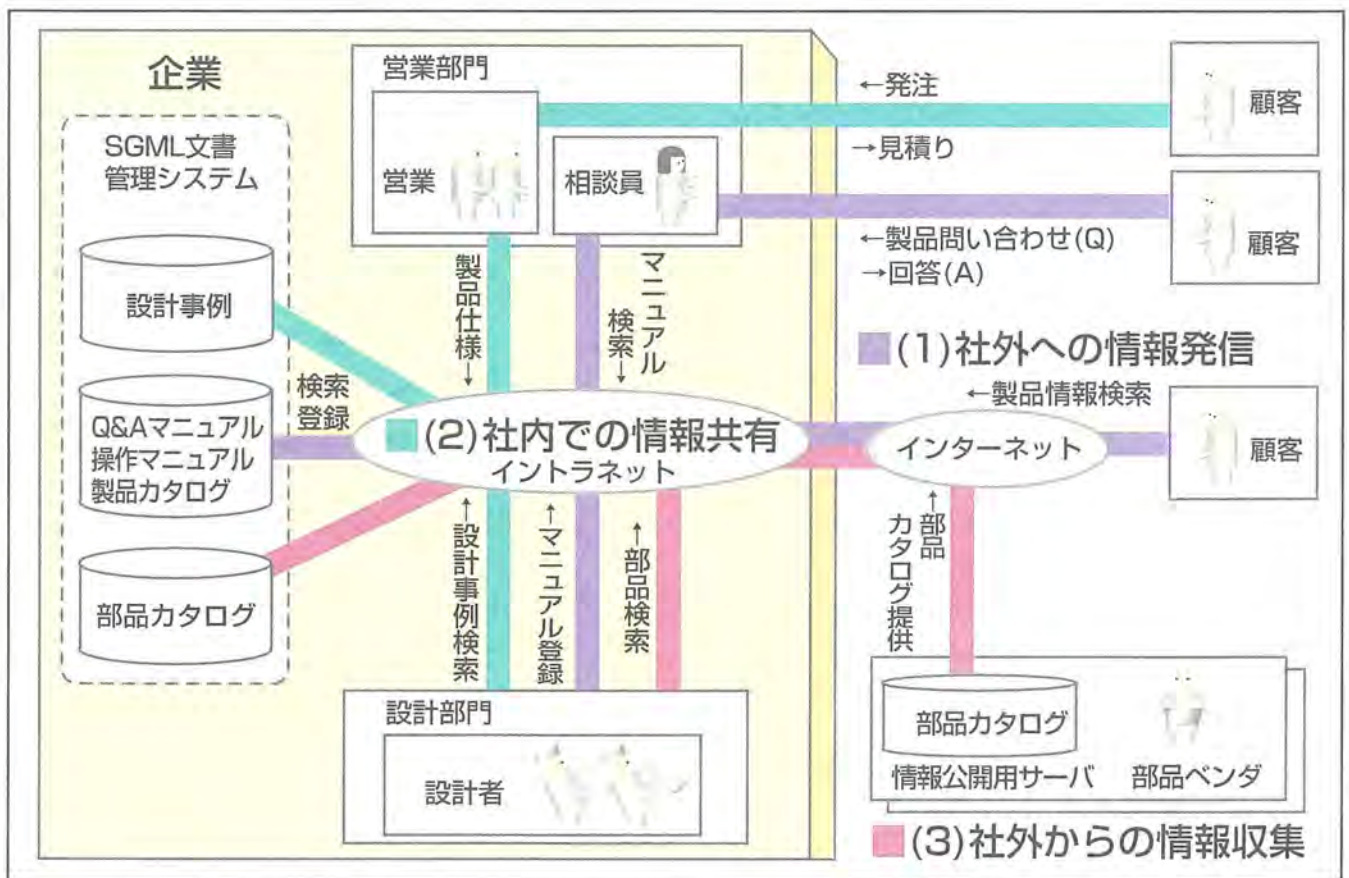 企業
SGML文書
管理システム
設計事例
Q&Aマニュアル
操作マニュアル
製品カタログ
部品カタログ
検索
登録
営業部門
営業
相談員
製品仕様→
マニュアル
検索→
■(2)社内での情報共有
イントラネット
←設計事例検索
←マニュアル登録
←部品検索
設計部門
設計者
←発注
→見積り
顧客
←製品問い合わせ(Q)
→回答(A)
顧客
■(1)社外への情報発信
←製品情報検索
インターネット
顧客
←部品
カタログ提供
部品カタログ
情報公開用サーバ
部品ベンダ
■(3)社外からの情報収集